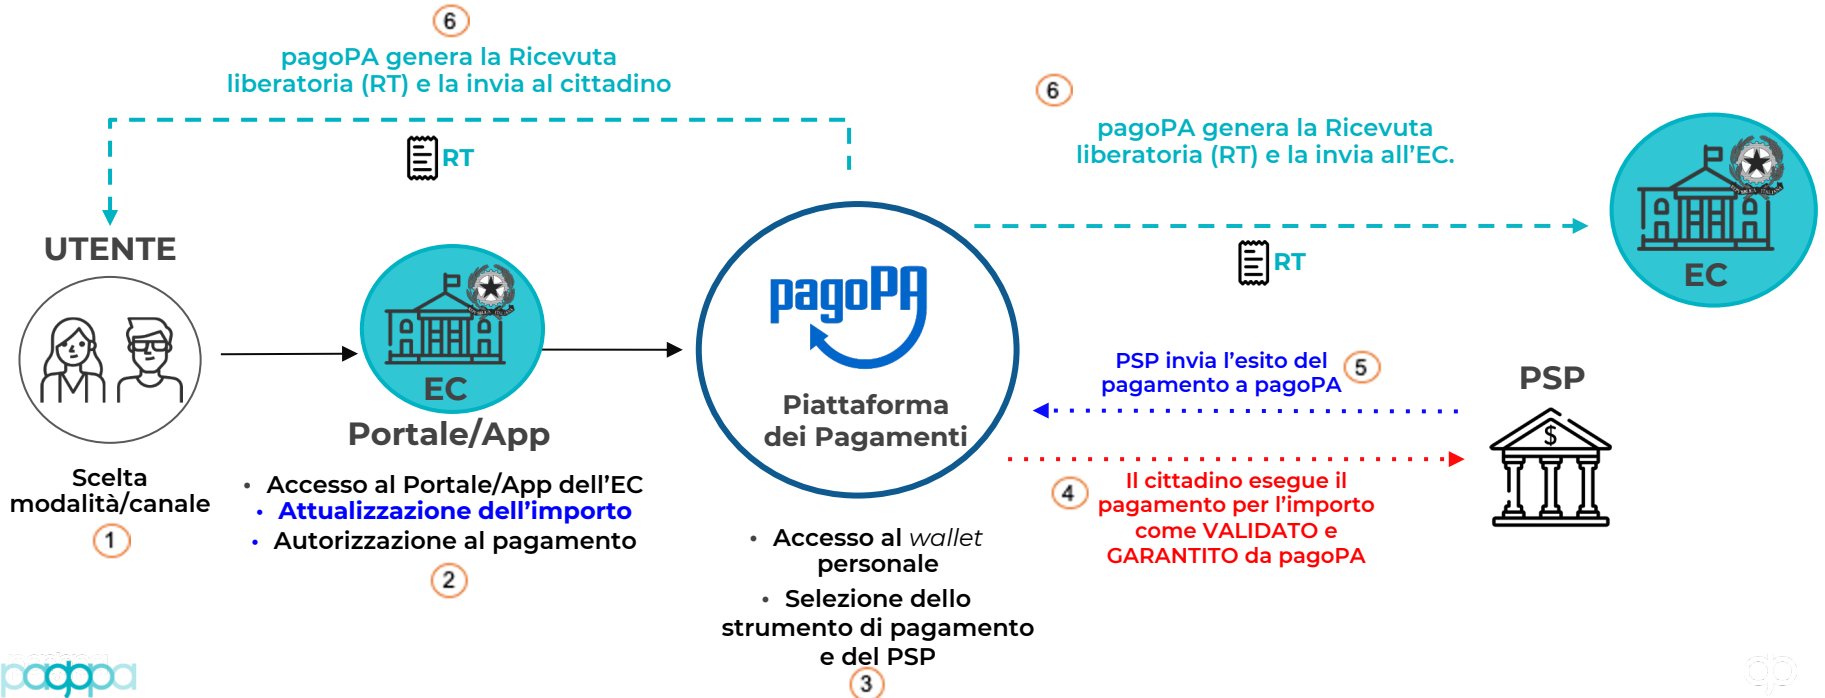 6
pagoPA genera la Ricevuta
liberatoria (RT) e la invia al cittadino
RT
6
pagoPA genera la Ricevuta
liberatoria (RT) e la invia all'EC.
RT
EC
UTENTE
Scelta
modalità/canale
1
EC
Portale/App
• Accesso al Portale/App dell'EC
• Attualizzazione dell'importo
• Autorizzazione al pagamento
2
pagoPA
Piattaforma
dei Pagamenti
• Accesso al wallet
personale
• Selezione dello
strumento di pagamento
e del PSP
3
PSP invia l'esito del
pagamento a pagoPA
5
4
Il cittadino esegue il
pagamento per l'importo
come VALIDATO e
GARANTITO da pagoPA
PSP
$
pagopa